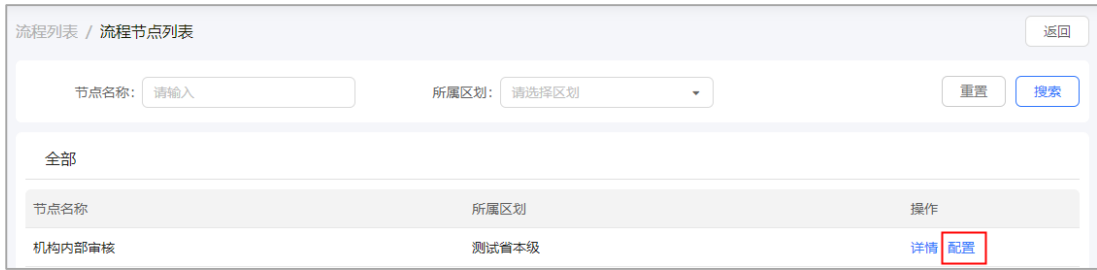 流程列表 / 流程节点列表 返回
节点名称： 请输入 所属区划： 请选择区划 重置 搜索
全部
节点名称 所属区划 操作
机构内部审核 测试省本级 详情 配置